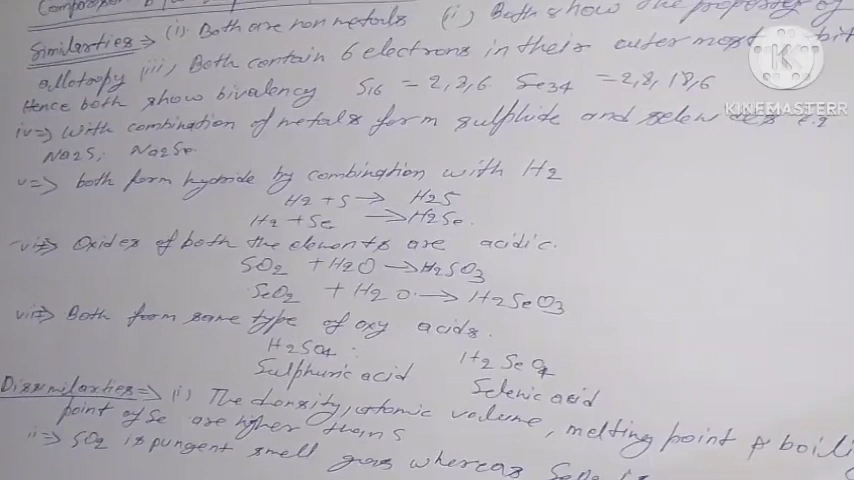 Similarties => (i) Both are non metals (ii) Both show the property of
allotropy iii, Both contain 6 electrons in their outer most
Hence both show bivalency S16 = 2,8,6 Se34 = 2,8,18,6
iv=> with combination of metals form sulphide and e.g
Na2S, Na2Se
v=> both form hydride by combination with H2
H2 + S -> H2S
H2 + Se -> H2Se.
vi=> Oxides of both the elements are acidic.
SO2 + H2O -> H2SO3
SeO2 + H2O -> H2SeO3
vii=> Both form same type of oxy acids.
H2SO4 H2SeO4
Sulphuric acid Selenic acid
Dissimilarties => (i) The density, atomic volume, melting point & boili
point of Se are higher than S
ii=> SO2 is pungent smell gas whereas
KINEMASTER